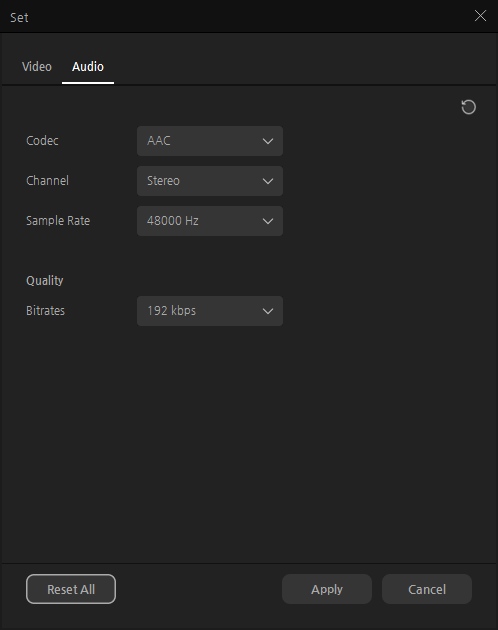 Set
Video Audio
Codec AAC
Channel Stereo
Sample Rate 48000 Hz
Quality
Bitrates 192 kbps
Reset All Apply Cancel